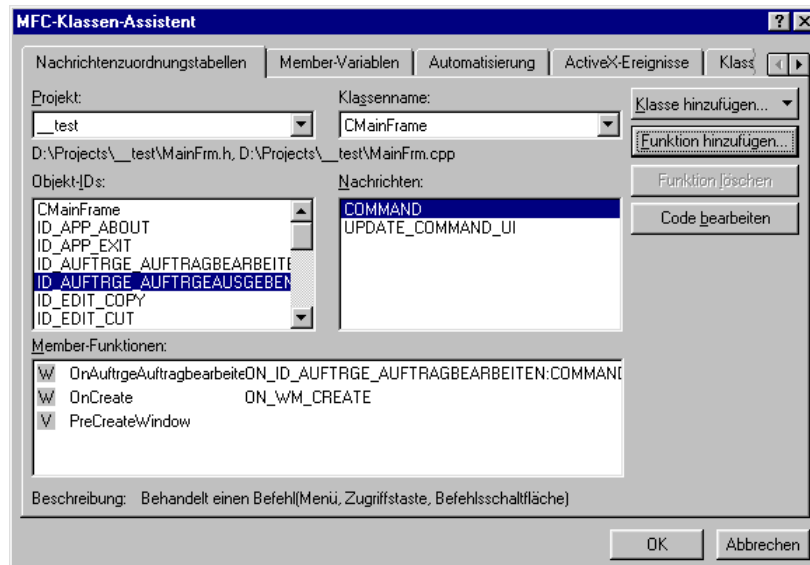 MFC-Klassen-Assistent
Nachrichtenzuordnungstabellen Member-Variablen Automatisierung ActiveX-Ereignisse Klass
Projekt: Klassenname:
__test CMainFrame
Klasse hinzufügen...
D:\Projects\__test\MainFrm.h, D:\Projects\__test\MainFrm.cpp
Funktion hinzufügen...
Objekt-IDs: Nachrichten:
Funktion löschen
CMainFrame COMMAND
Code bearbeiten
ID_APP_ABOUT UPDATE_COMMAND_UI
ID_APP_EXIT
ID_AUFTRGE_AUFTRAGBEARBEITE
ID_AUFTRGE_AUFTRGEAUSGEBEN
ID_EDIT_COPY
ID_EDIT_CUT
Member-Funktionen:
W OnAuftrgeAuftragbearbeite ON_ID_AUFTRGE_AUFTRAGBEARBEITEN:COMMAND
W OnCreate ON_WM_CREATE
V PreCreateWindow
Beschreibung: Behandelt einen Befehl(Menü, Zugriffstaste, Befehlsschaltfläche)
OK Abbrechen